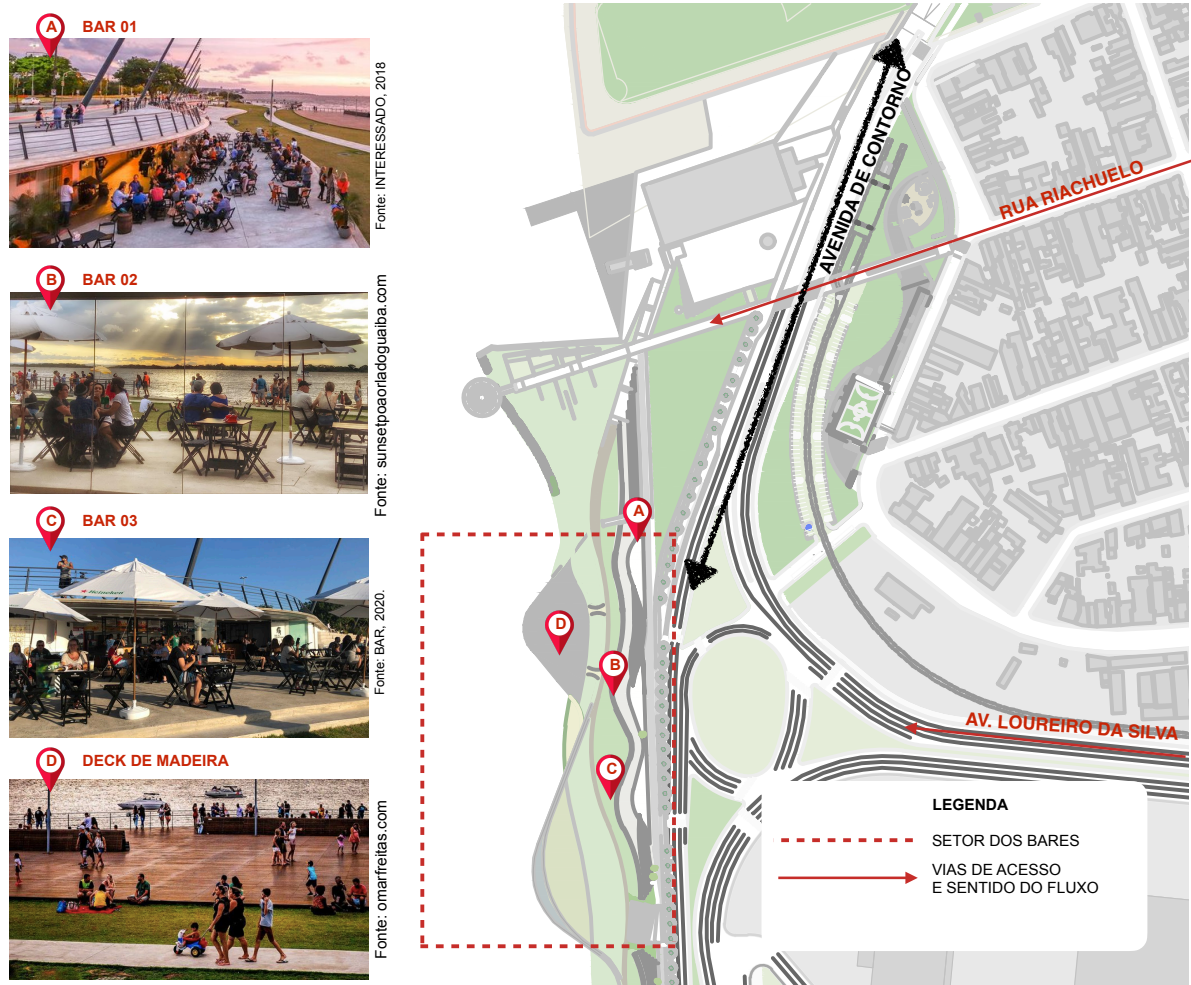 A BAR 01
Fonte: INTERESSADO, 2018
B BAR 02
Fonte: sunsetpoaorladoguaiba.com
C BAR 03
Heineken
Fonte: BAR, 2020.
D DECK DE MADEIRA
Fonte: omarfreitas.com
AVENIDA DE CONTORNO
RUA RIACHUELO
A
D
B
C
AV. LOUREIRO DA SILVA
LEGENDA
SETOR DOS BARES
VIAS DE ACESSO
E SENTIDO DO FLUXO